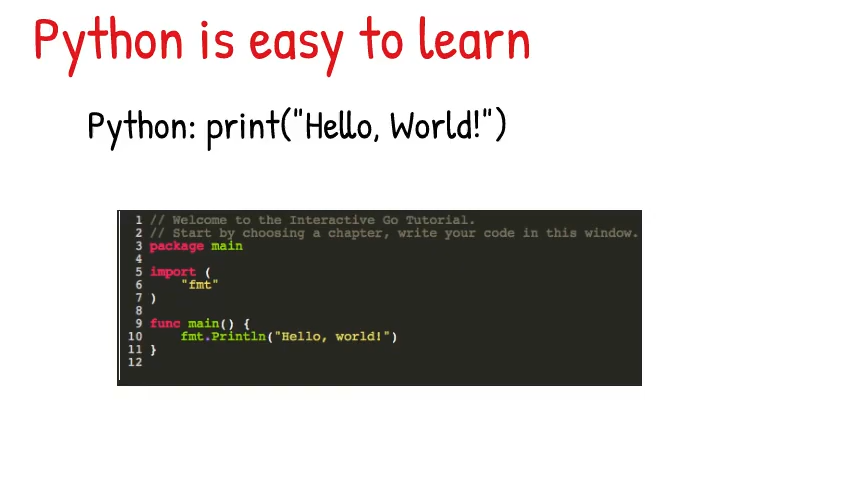 Python is easy to learn
Python: print("Hello, World!")
1 // Welcome to the Interactive Go Tutorial.
2 // Start by choosing a chapter, write your code in this window.
3 package main
4
5 import (
6     "fmt"
7 )
8
9 func main() {
10     fmt.Println("Hello, world!")
11 }
12